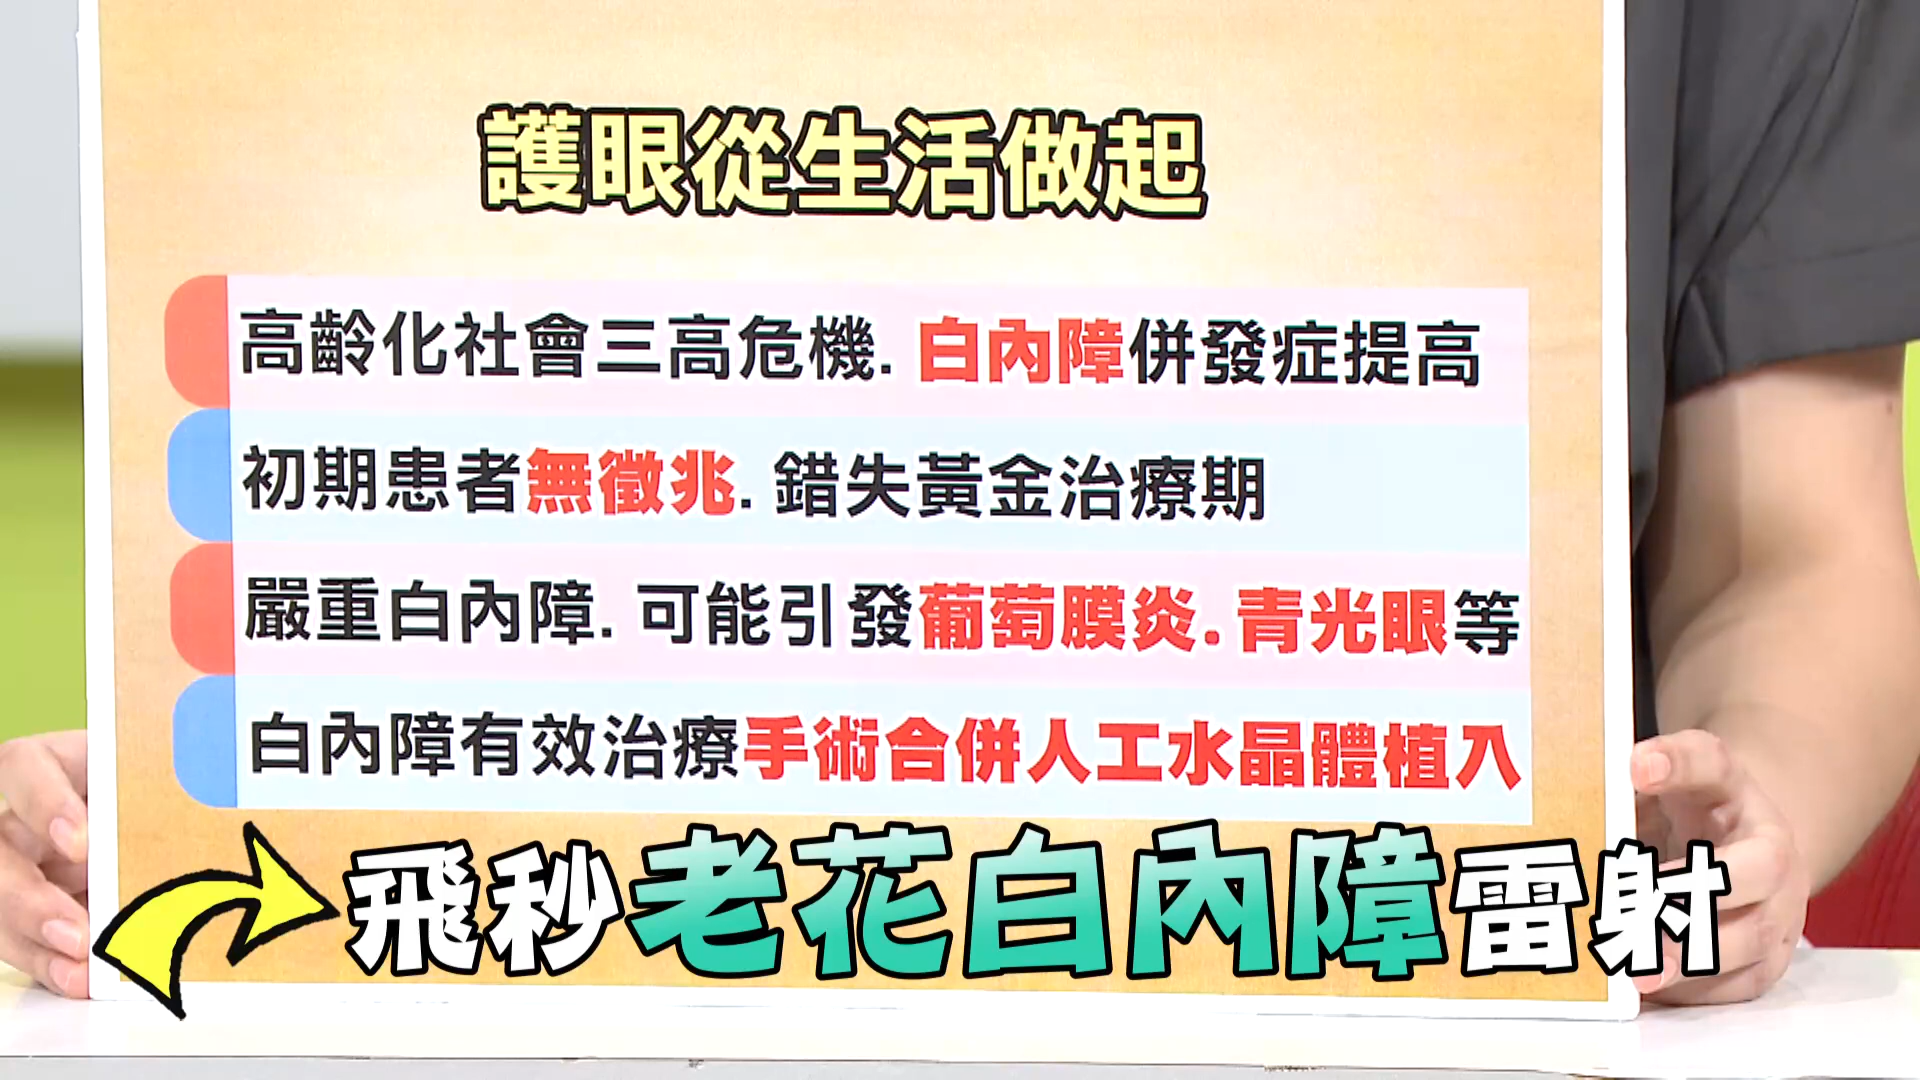 護眼從生活做起
高齡化社會三高危機.白內障併發症提高
初期患者無徵兆.錯失黃金治療期
嚴重白內障.可能引發葡萄膜炎.青光眼等
白內障有效治療手術合併人工水晶體植入
飛秒老花白內障雷射